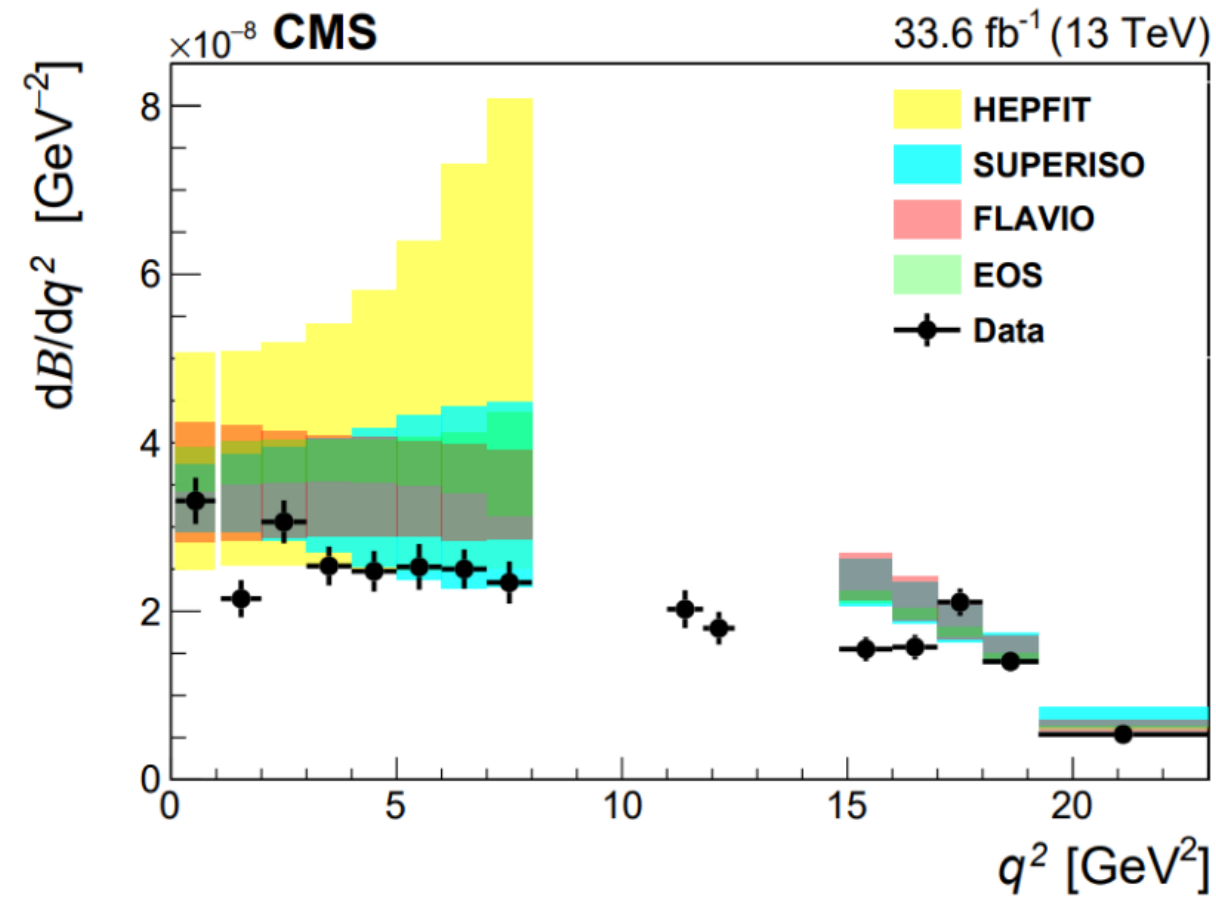 ×10⁻⁸ CMS 33.6 fb⁻¹ (13 TeV)
dB/dq² [GeV⁻²]
8
6
4
2
0
HEPFIT
SUPERISO
FLAVIO
EOS
Data
0 5 10 15 20
q² [GeV²]